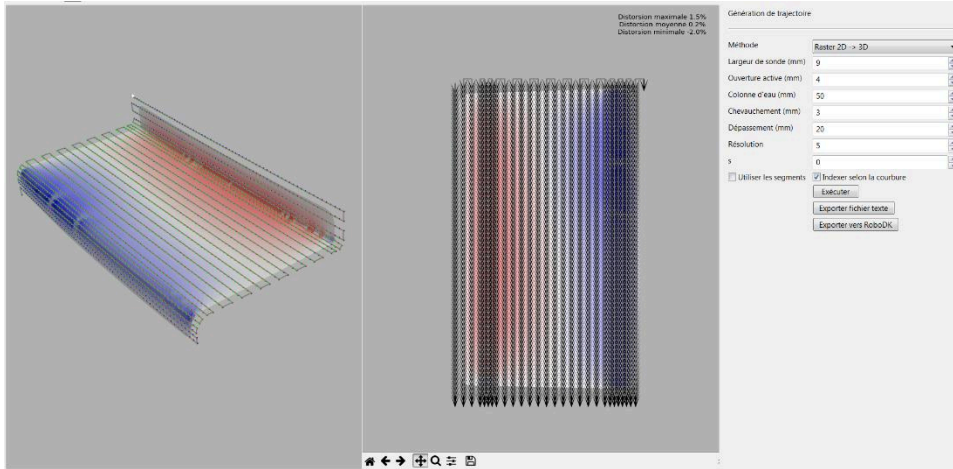 Distorsion maximale 1.5%
Distorsion moyenne 0.2%
Distorsion minimale -2.0%
Génération de trajectoire
Méthode Raster 2D -> 3D
Largeur de sonde (mm) 9
Ouverture active (mm) 4
Colonne d'eau (mm) 50
Chevauchement (mm) 3
Dépassement (mm) 20
Résolution 5
s 0
Utiliser les segments Indexer selon la courbure
Exécuter
Exporter fichier texte
Exporter vers RoboDK